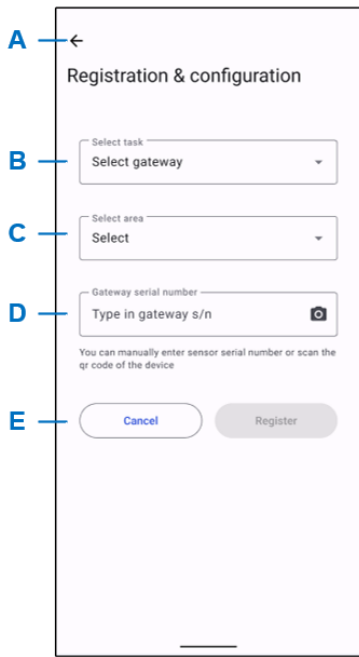 A
Registration & configuration
Select task
B
Select gateway
Select area
C
Select
Gateway serial number
D
Type in gateway s/n
You can manually enter sensor serial number or scan the
qr code of the device
E
Cancel
Register